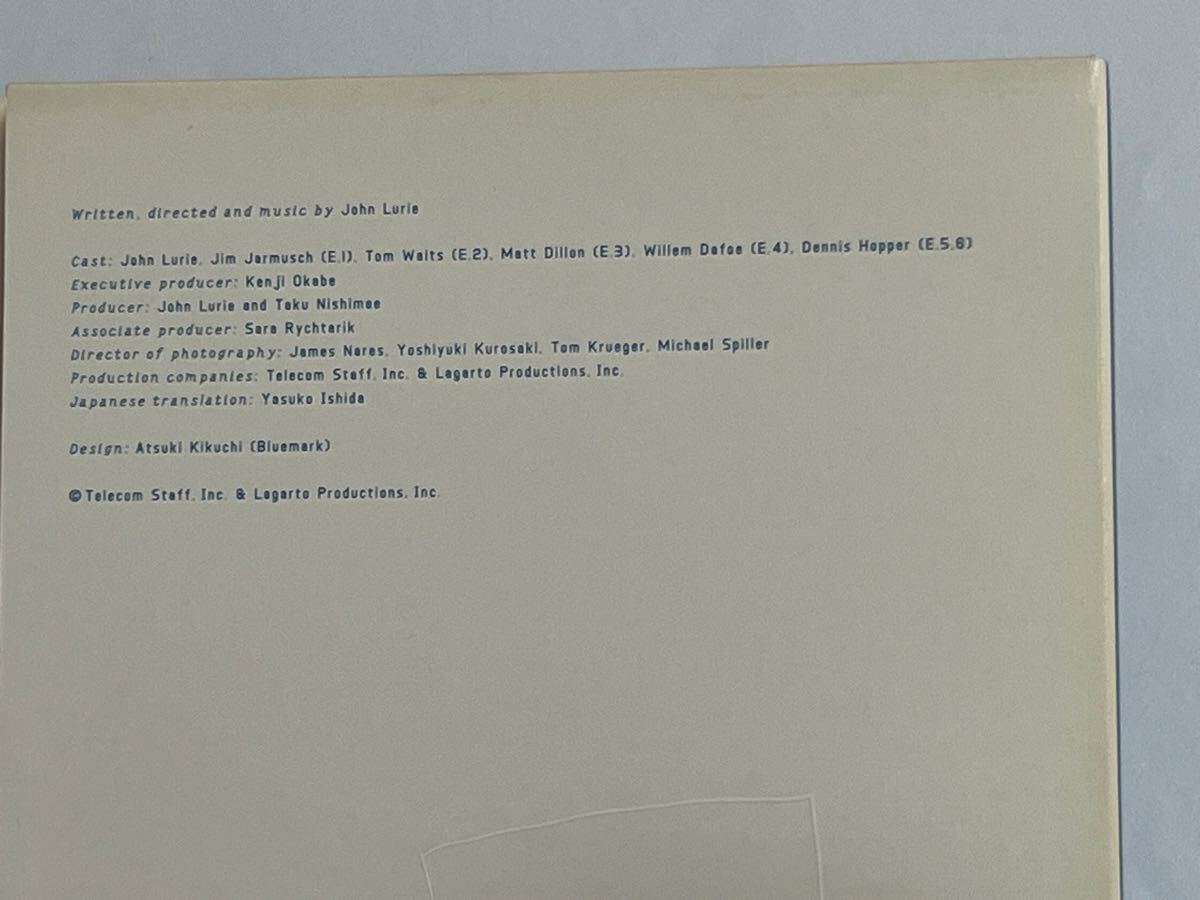 Written, directed and music by John Lurie
Cast: John Lurie, Jim Jarmusch (E.1), Tom Waits (E.2), Matt Dillon (E.3), Willem Dafoe (E.4), Dennis Hopper (E.5,6)
Executive producer: Kenji Okabe
Producer: John Lurie and Taku Nishimae
Associate producer: Sara Rychtarik
Director of photography: James Nares, Yoshiyuki Kurosaki, Tom Krueger, Michael Spiller
Production companies: Telecom Staff, Inc. & Lagarto Productions, Inc.
Japanese translation: Yasuko Ishida
Design: Atsuki Kikuchi (Bluemark)
©Telecom Staff, Inc. & Lagarto Productions, Inc.